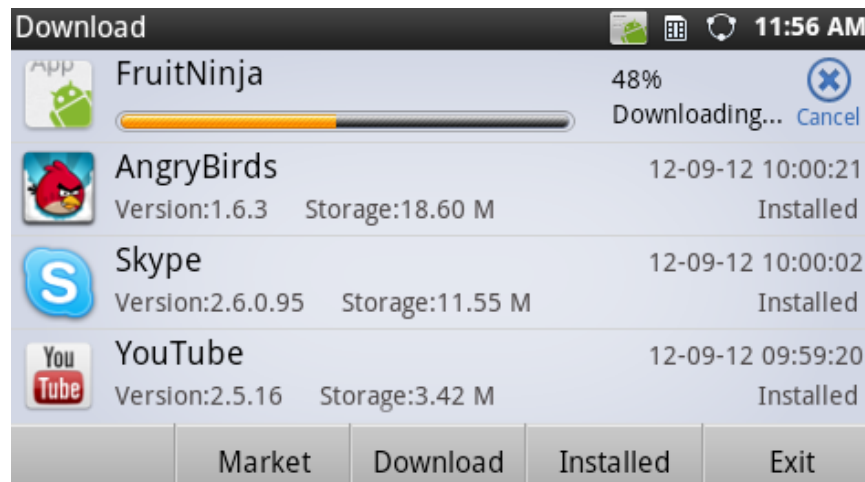 Download 11:56 AM
App
FruitNinja 48%
Downloading... Cancel
AngryBirds 12-09-12 10:00:21
Version:1.6.3 Storage:18.60 M Installed
Skype 12-09-12 10:00:02
S
Version:2.6.0.95 Storage:11.55 M Installed
You YouTube 12-09-12 09:59:20
Tube Version:2.5.16 Storage:3.42 M Installed
Market Download Installed Exit